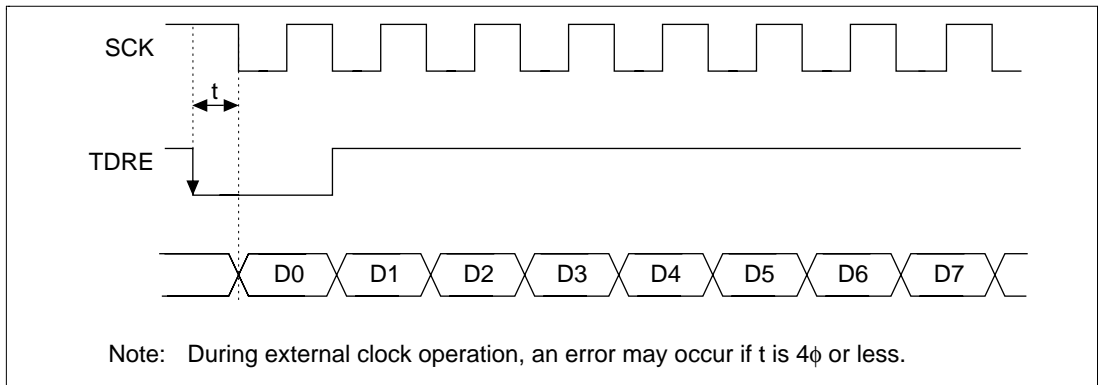 SCK
t
TDRE
D0 D1 D2 D3 D4 D5 D6 D7
Note: During external clock operation, an error may occur if t is 4ϕ or less.